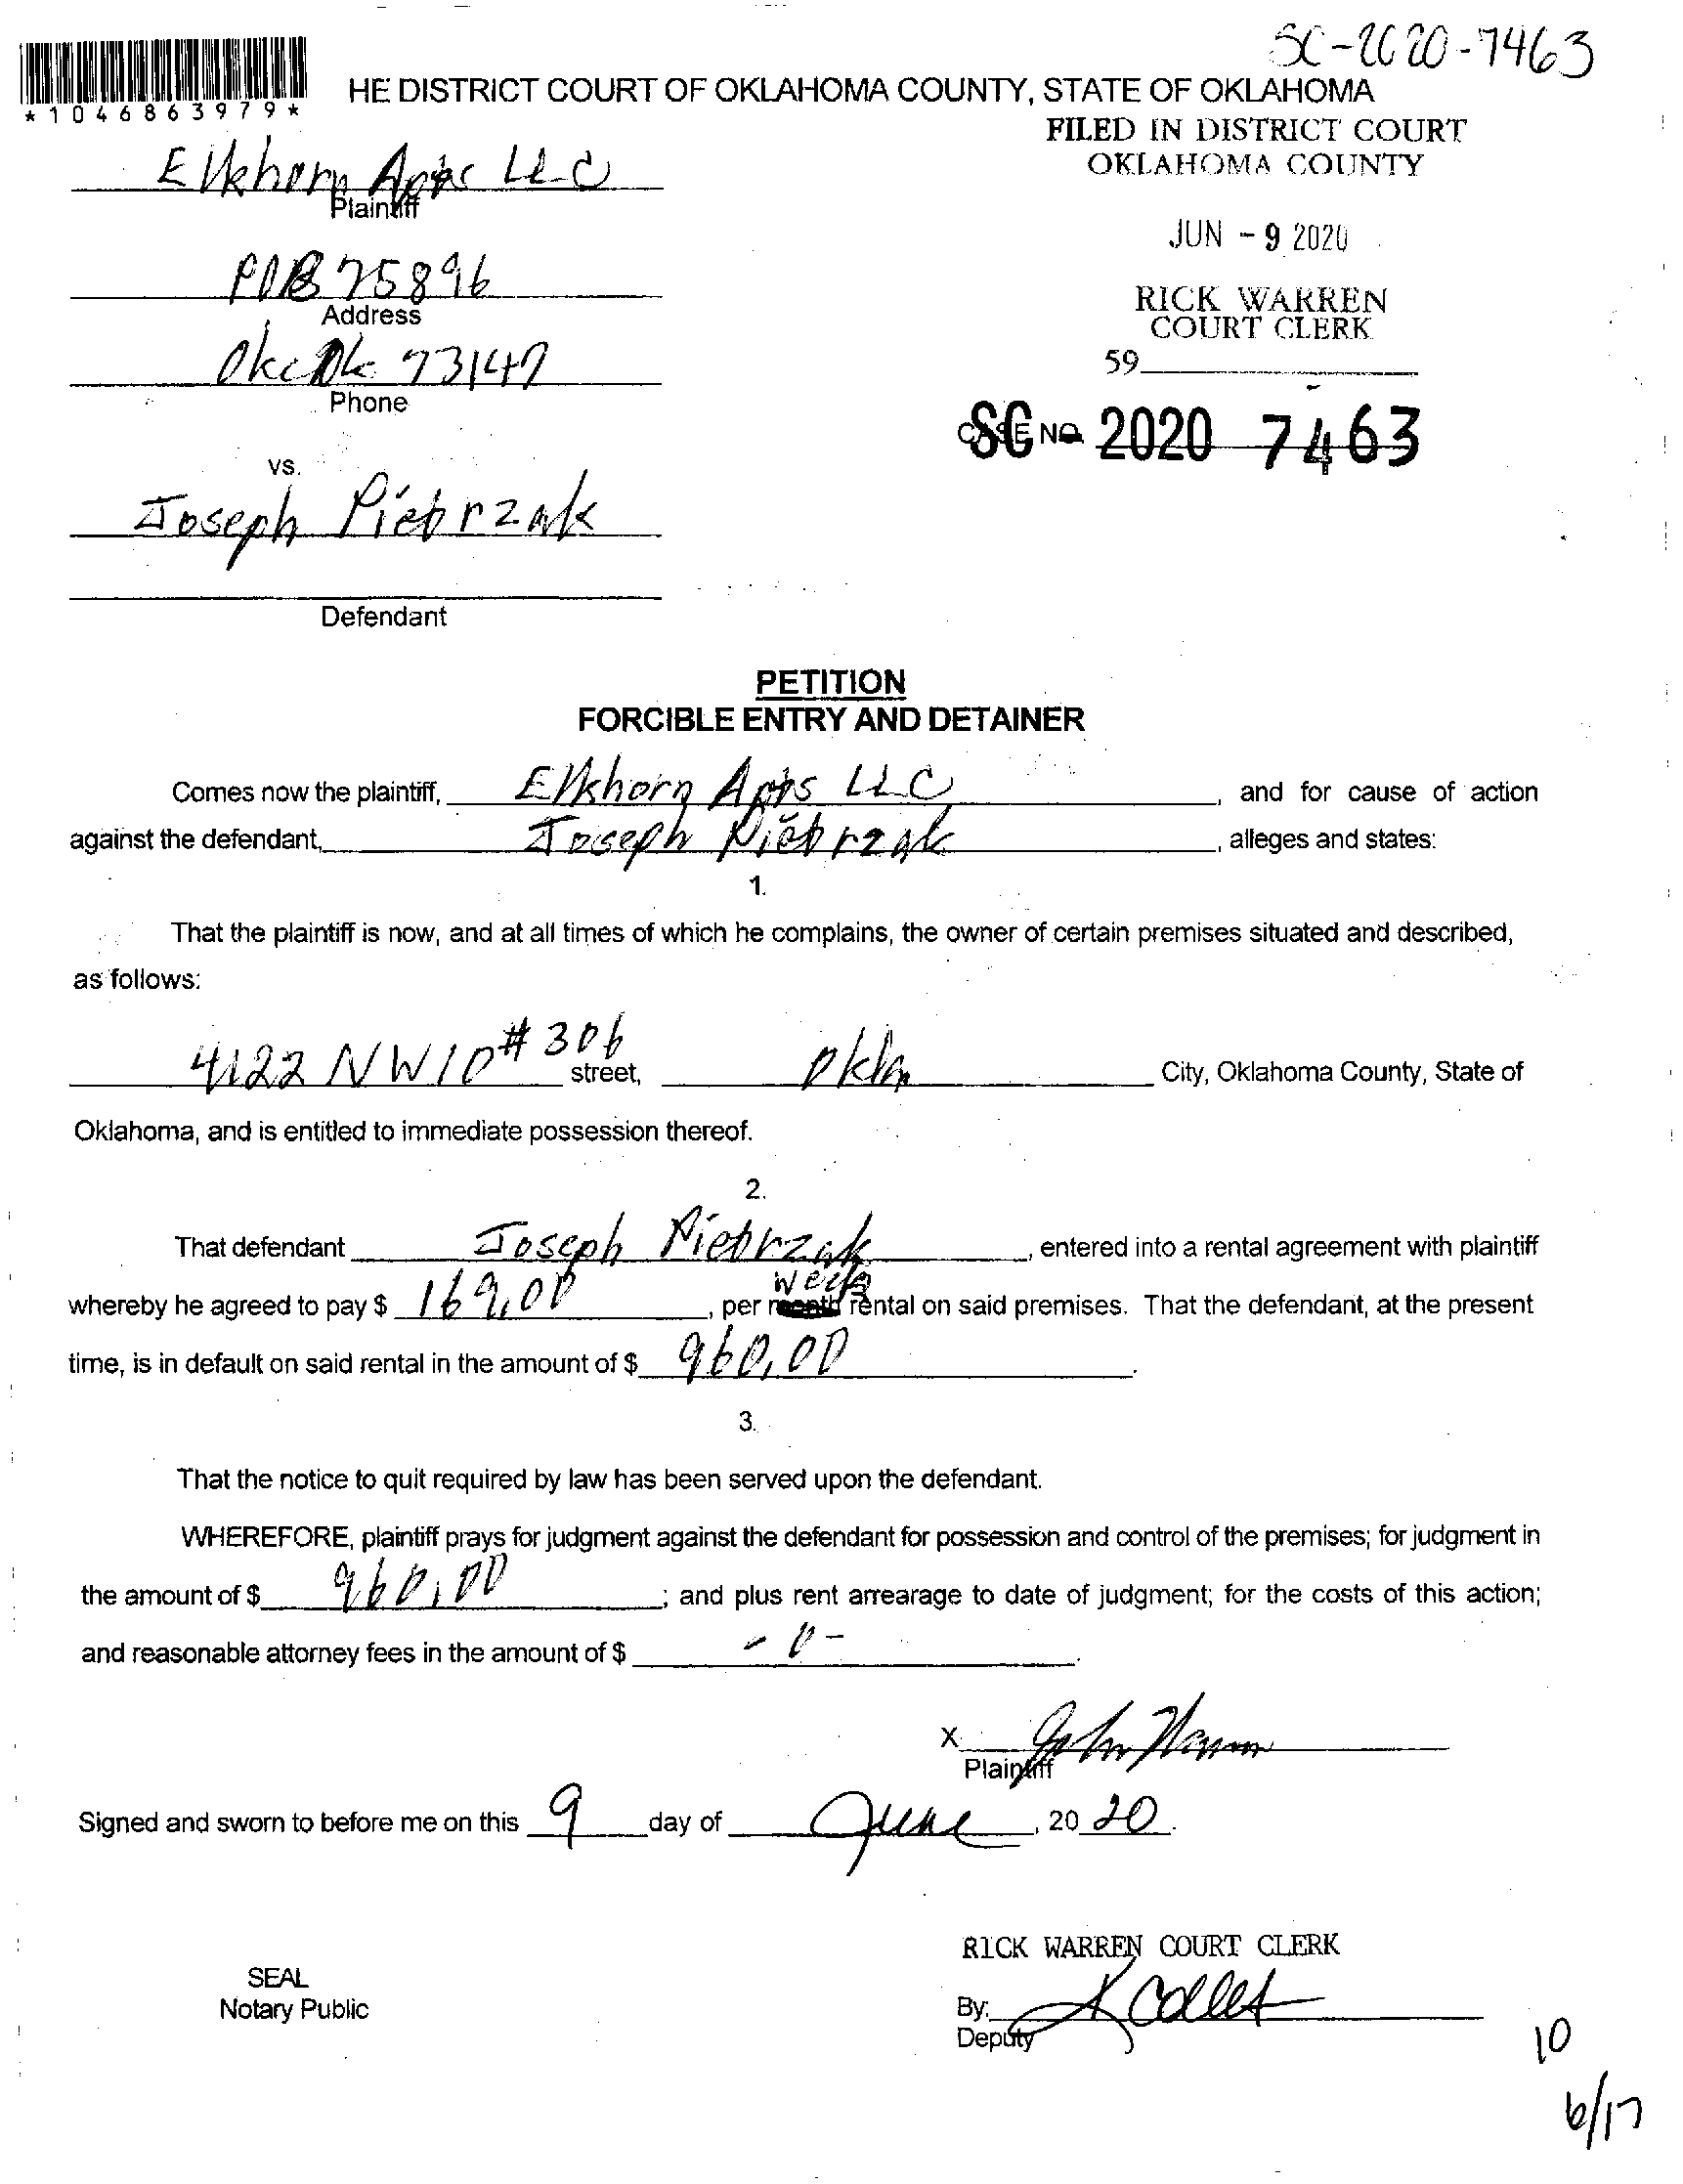 SC-2020-7463
*1046863979*
HE DISTRICT COURT OF OKLAHOMA COUNTY, STATE OF OKLAHOMA
FILED IN DISTRICT COURT
OKLAHOMA COUNTY
Elkhorn Apts LLC
Plaintiff
JUN - 9 2020
POB 75896
Address
RICK WARREN
COURT CLERK
Okc Ok 73147
Phone
59
SC CASE NO. 2020 7463
vs.
Joseph Pietrzak
Defendant
PETITION
FORCIBLE ENTRY AND DETAINER
Comes now the plaintiff, Elkhorn Apts LLC, and for cause of action
against the defendant, Joseph Pietrzak, alleges and states:
1.
That the plaintiff is now, and at all times of which he complains, the owner of certain premises situated and described,
as follows:
4122 NW 10 #306 street, Okla City, Oklahoma County, State of
Oklahoma, and is entitled to immediate possession thereof.
2.
That defendant Joseph Pietrzak, entered into a rental agreement with plaintiff
whereby he agreed to pay $ 169.00, per week rental on said premises. That the defendant, at the present
time, is in default on said rental in the amount of $ 960.00.
3.
That the notice to quit required by law has been served upon the defendant.
WHEREFORE, plaintiff prays for judgment against the defendant for possession and control of the premises; for judgment in
the amount of $ 960.00; and plus rent arrearage to date of judgment; for the costs of this action;
and reasonable attorney fees in the amount of $ -0-.
X
Plaintiff
Signed and sworn to before me on this 9 day of June, 20 20.
RICK WARREN COURT CLERK
SEAL
Notary Public
By:
Deputy
10
6/17